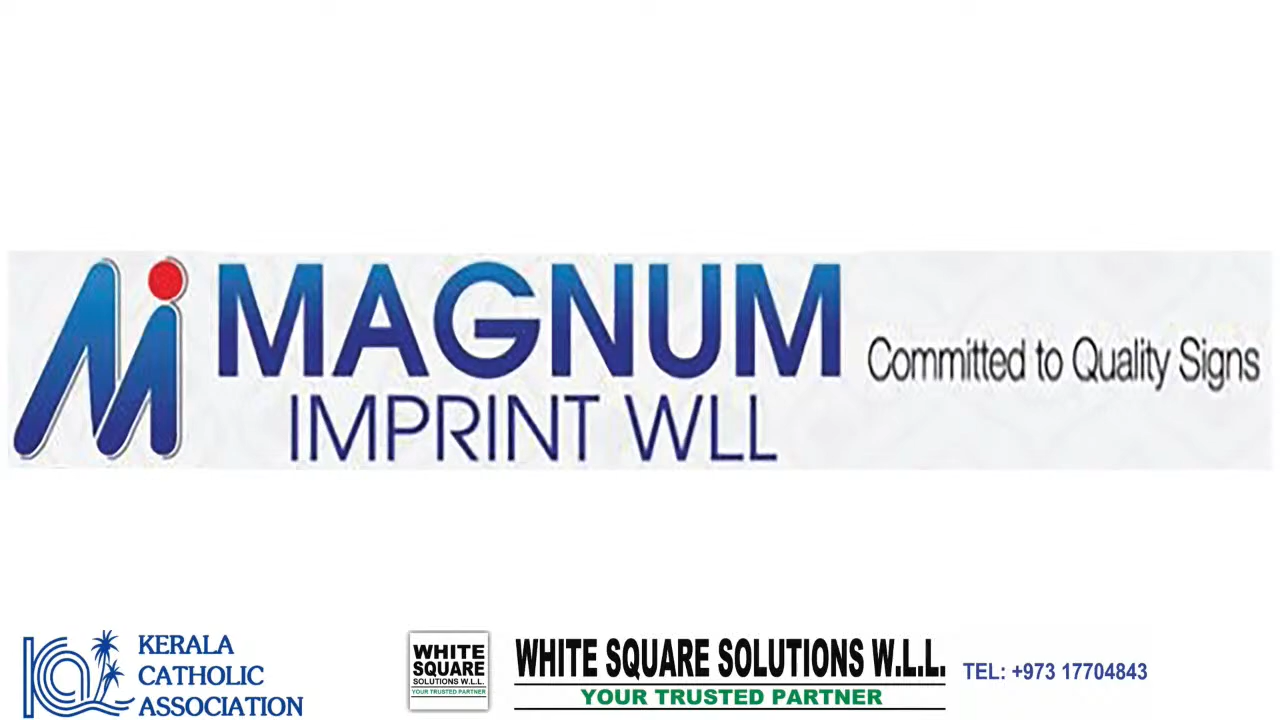 MAGNUM
IMPRINT WLL
Committed to Quality Signs
KCA
KERALA
CATHOLIC
ASSOCIATION
WHITE
SQUARE
SOLUTIONS W.L.L.
YOUR TRUSTED PARTNER
WHITE SQUARE SOLUTIONS W.L.L.
YOUR TRUSTED PARTNER
TEL: +973 17704843